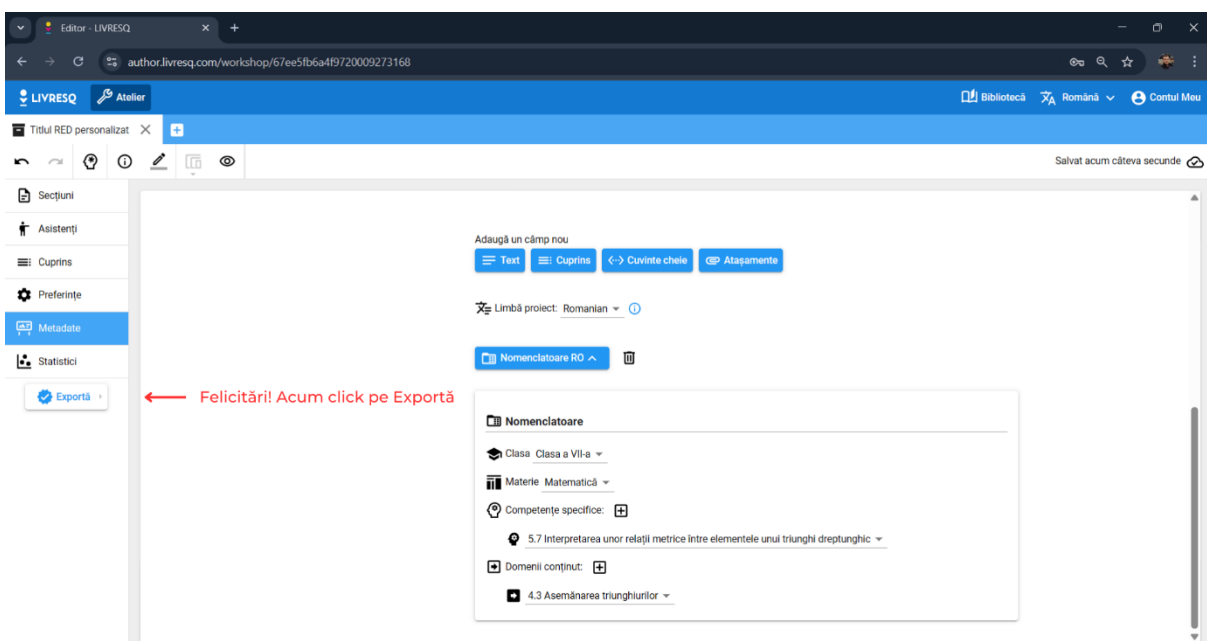 Editor - LIVRESQ
author.livresq.com/workshop/67ee5fb6a4f9720009273168
LIVRESQ Atelier Bibliotecă Română Contul Meu
Titlul RED personalizat
Salvat acum câteva secunde
Secțiuni
Asistenți
Cuprins
Preferințe
Metadate
Statistici
Exportă
Felicitări! Acum click pe Exportă
Adaugă un câmp nou
Text Cuprins Cuvinte cheie Atașamente
Limbă proiect: Romanian
Nomenclatoare RO
Nomenclatoare
Clasa Clasa a VII-a
Materie Matematică
Competențe specifice:
5.7 Interpretarea unor relații metrice între elementele unui triunghi dreptunghic
Domenii conținut:
4.3 Asemănarea triunghiurilor